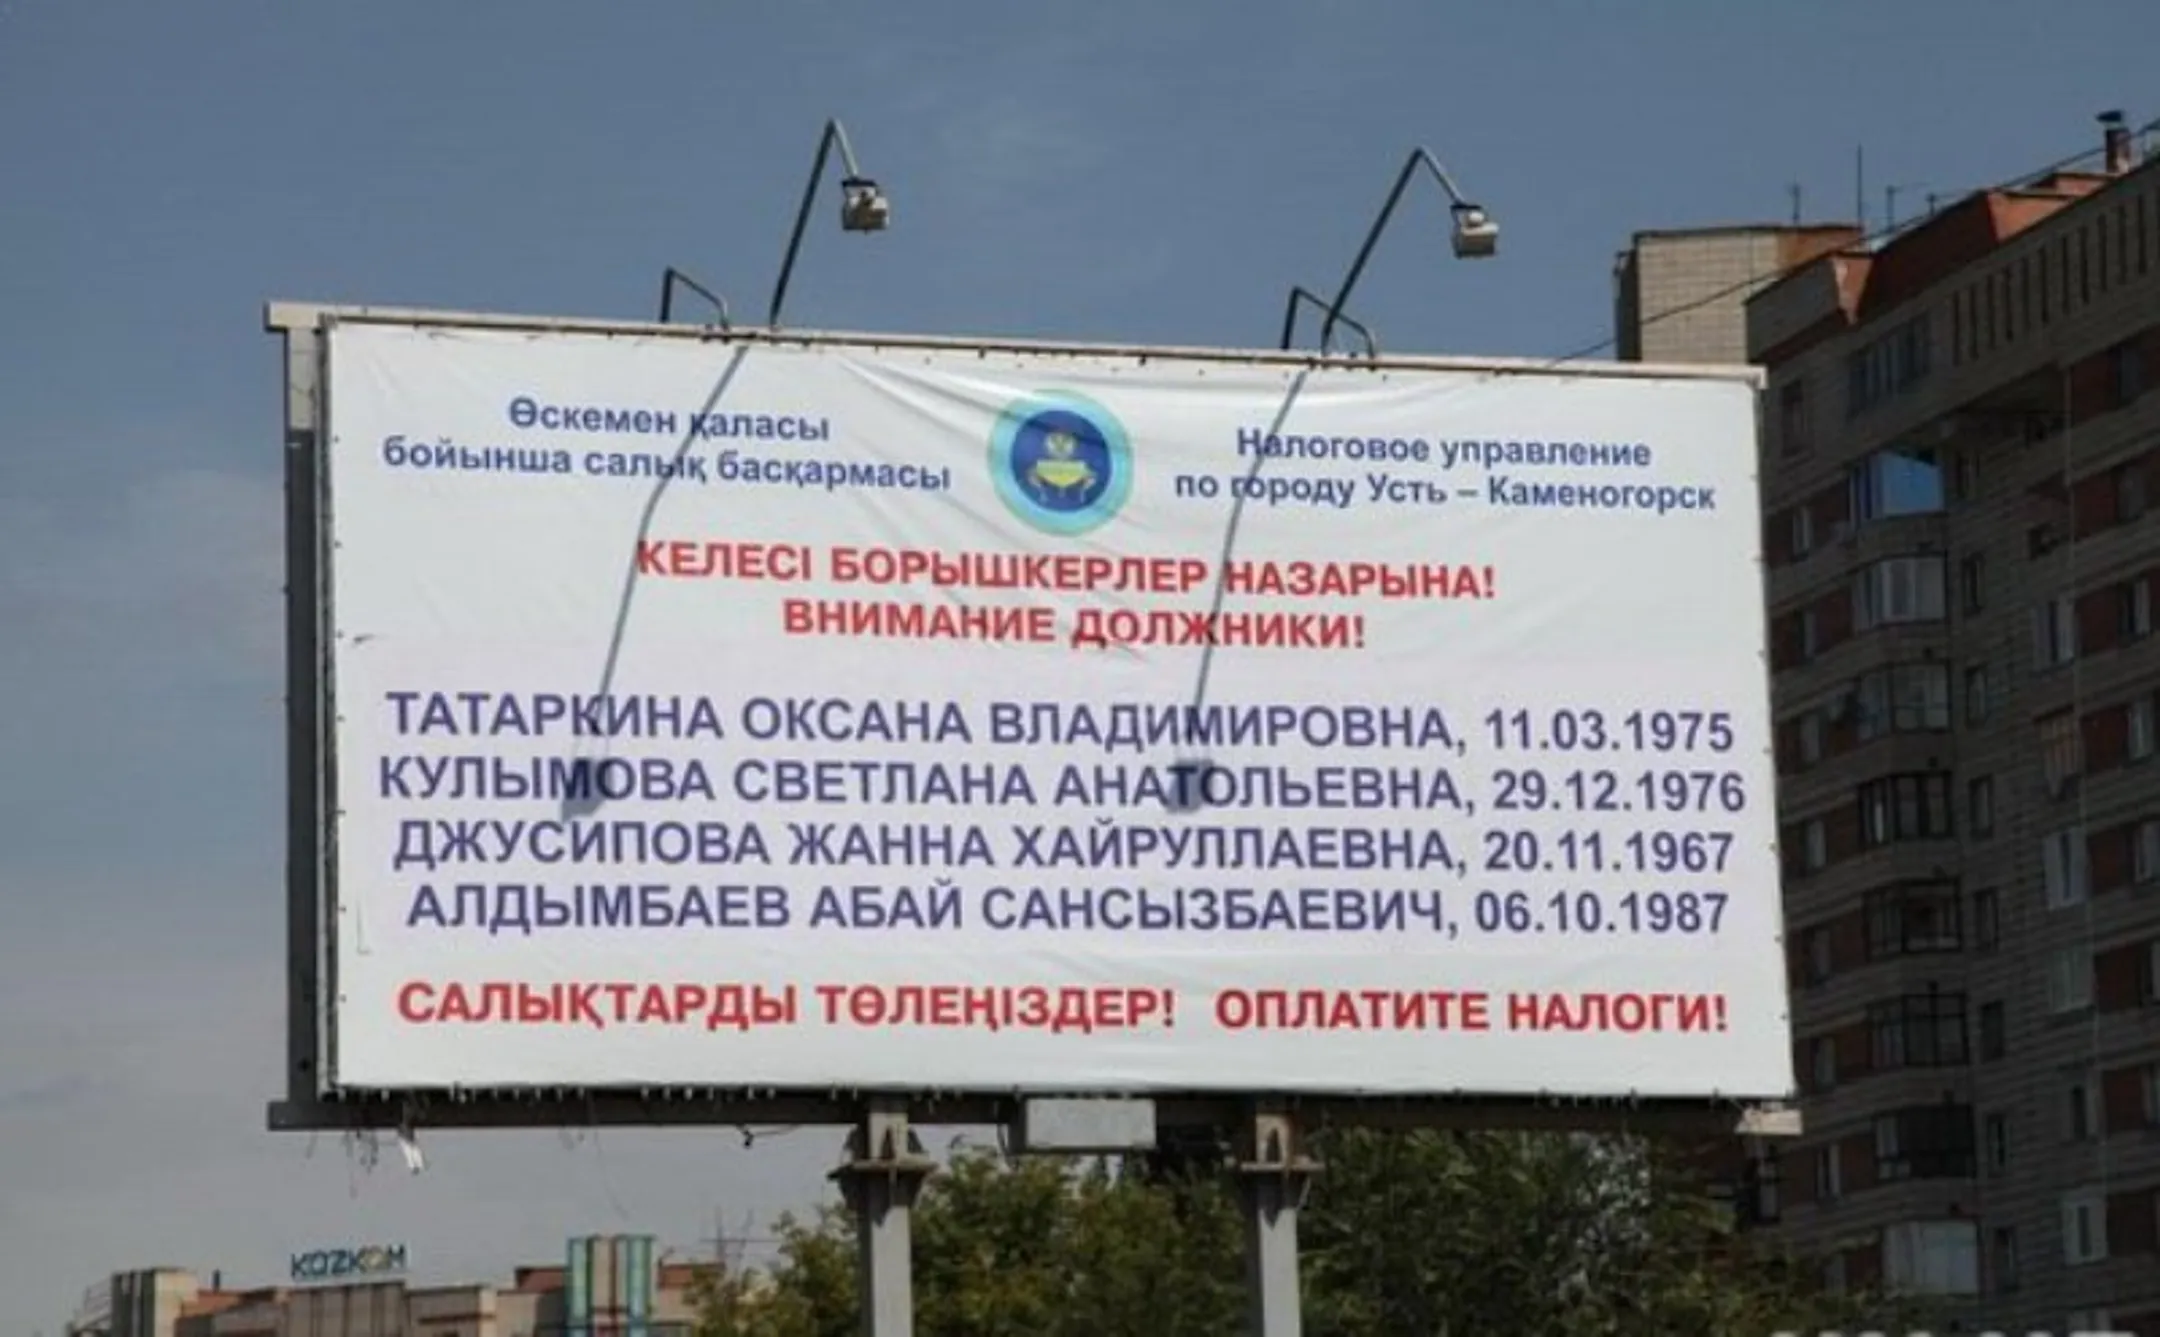 Өскемен қаласы
бойынша салық басқармасы
Налоговое управление
по городу Усть – Каменогорск
КЕЛЕСІ БОРЫШКЕРЛЕР НАЗАРЫНА!
ВНИМАНИЕ ДОЛЖНИКИ!
ТАТАРКИНА ОКСАНА ВЛАДИМИРОВНА, 11.03.1975
КУЛЫМОВА СВЕТЛАНА АНАТОЛЬЕВНА, 29.12.1976
ДЖУСИПОВА ЖАННА ХАЙРУЛЛАЕВНА, 20.11.1967
АЛДЫМБАЕВ АБАЙ САНСЫЗБАЕВИЧ, 06.10.1987
САЛЫҚТАРДЫ ТӨЛЕҢІЗДЕР! ОПЛАТИТЕ НАЛОГИ!
KAZKOM